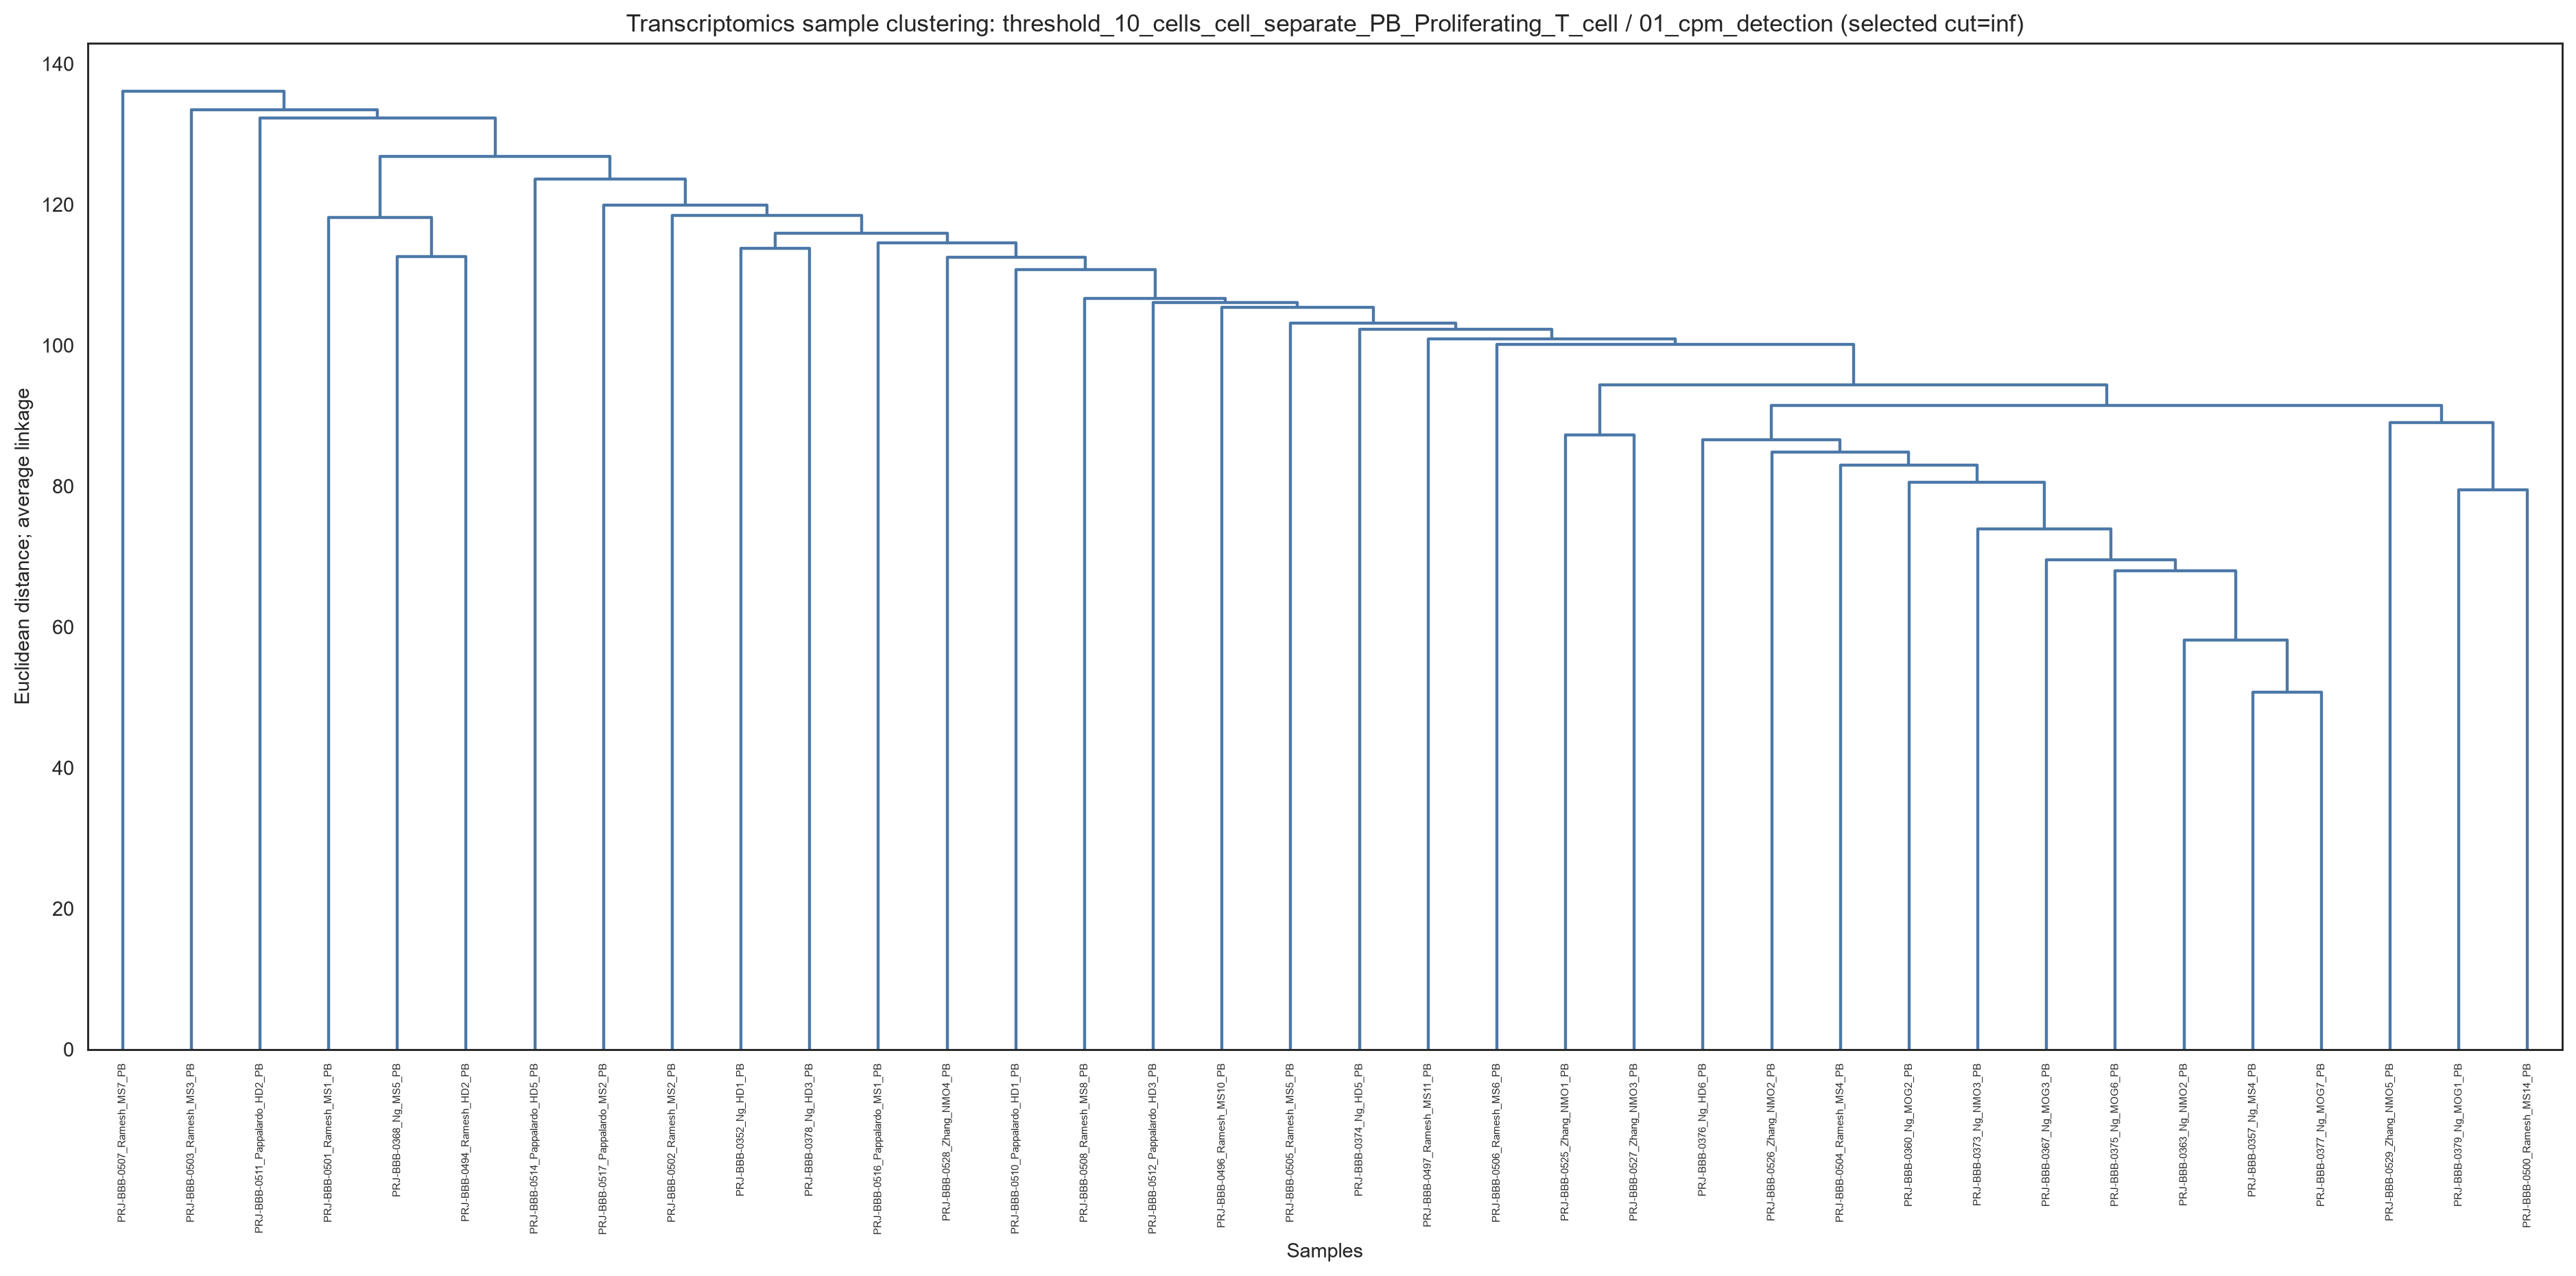 Transcriptomics sample clustering: threshold_10_cells_cell_separate_PB_Proliferating_T_cell / 01_cpm_detection (selected cut=inf)
Euclidean distance; average linkage
140
120
100
80
60
40
20
0
PRJ-BBB-0507_Ramesh_MS7_PB
PRJ-BBB-0503_Ramesh_MS3_PB
PRJ-BBB-0511_Pappalardo_HD2_PB
PRJ-BBB-0501_Ramesh_MS1_PB
PRJ-BBB-0368_Ng_MS5_PB
PRJ-BBB-0494_Ramesh_HD2_PB
PRJ-BBB-0514_Pappalardo_HD5_PB
PRJ-BBB-0517_Pappalardo_MS2_PB
PRJ-BBB-0502_Ramesh_MS2_PB
PRJ-BBB-0352_Ng_HD1_PB
PRJ-BBB-0378_Ng_HD3_PB
PRJ-BBB-0516_Pappalardo_MS1_PB
PRJ-BBB-0528_Zhang_NMO4_PB
PRJ-BBB-0510_Pappalardo_HD1_PB
PRJ-BBB-0508_Ramesh_MS8_PB
PRJ-BBB-0512_Pappalardo_HD3_PB
PRJ-BBB-0496_Ramesh_MS10_PB
PRJ-BBB-0505_Ramesh_MS5_PB
PRJ-BBB-0374_Ng_HD5_PB
PRJ-BBB-0497_Ramesh_MS11_PB
PRJ-BBB-0506_Ramesh_MS6_PB
PRJ-BBB-0525_Zhang_NMO1_PB
PRJ-BBB-0527_Zhang_NMO3_PB
PRJ-BBB-0376_Ng_HD6_PB
PRJ-BBB-0526_Zhang_NMO2_PB
PRJ-BBB-0504_Ramesh_MS4_PB
PRJ-BBB-0360_Ng_MOG2_PB
PRJ-BBB-0373_Ng_NMO3_PB
PRJ-BBB-0367_Ng_MOG3_PB
PRJ-BBB-0375_Ng_MOG6_PB
PRJ-BBB-0363_Ng_NMO2_PB
PRJ-BBB-0357_Ng_MS4_PB
PRJ-BBB-0377_Ng_MOG7_PB
PRJ-BBB-0529_Zhang_NMO5_PB
PRJ-BBB-0379_Ng_MOG1_PB
PRJ-BBB-0500_Ramesh_MS14_PB
Samples